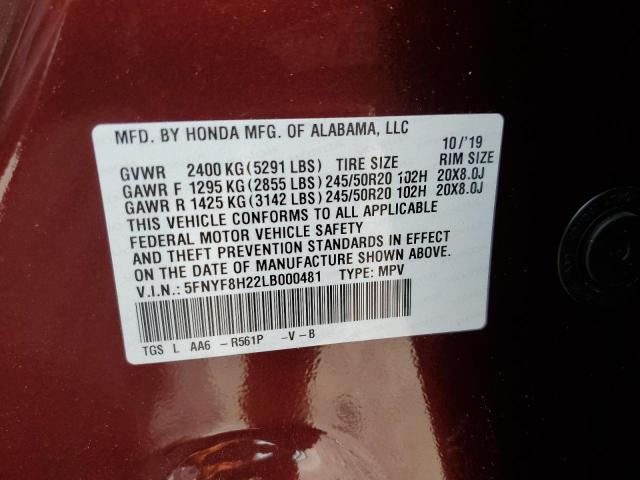 MFD. BY HONDA MFG. OF ALABAMA, LLC 10/'19
GVWR 2400 KG (5291 LBS) TIRE SIZE RIM SIZE
GAWR F 1295 KG (2855 LBS) 245/50R20 102H 20X8.0J
GAWR R 1425 KG (3142 LBS) 245/50R20 102H 20X8.0J
THIS VEHICLE CONFORMS TO ALL APPLICABLE
FEDERAL MOTOR VEHICLE SAFETY
AND THEFT PREVENTION STANDARDS IN EFFECT
ON THE DATE OF MANUFACTURE SHOWN ABOVE.
V.I.N.: 5FNYF8H22LB000481 TYPE: MPV
TGS L AA6 -R561P -V-B